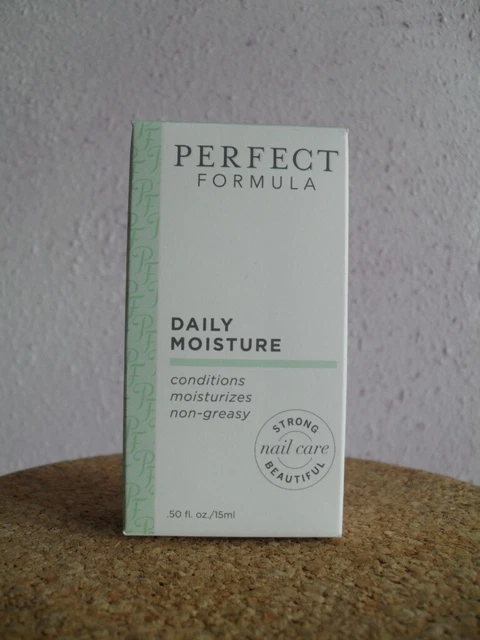 PERFECT
FORMULA
DAILY
MOISTURE
conditions
moisturizes
non-greasy
STRONG
nail care
BEAUTIFUL
.50 fl. oz./15ml